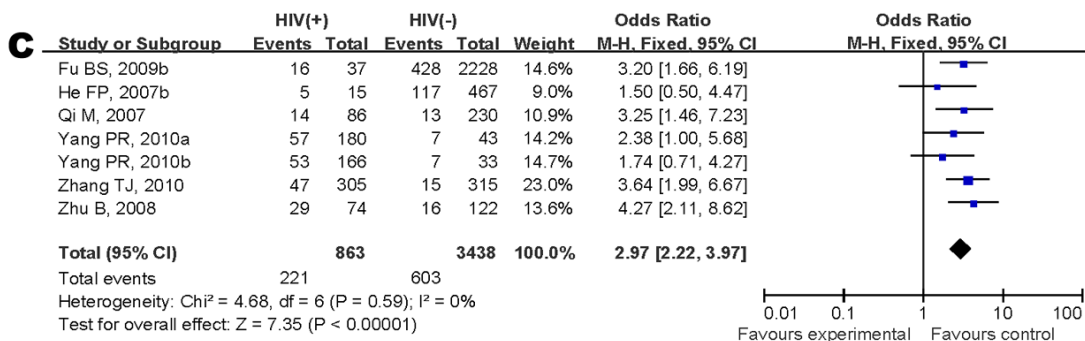 C
HIV(+) HIV(-) Odds Ratio Odds Ratio
Study or Subgroup Events Total Events Total Weight M-H, Fixed, 95% CI M-H, Fixed, 95% CI
Fu BS, 2009b 16 37 428 2228 14.6% 3.20 [1.66, 6.19]
He FP, 2007b 5 15 117 467 9.0% 1.50 [0.50, 4.47]
Qi M, 2007 14 86 13 230 10.9% 3.25 [1.46, 7.23]
Yang PR, 2010a 57 180 7 43 14.2% 2.38 [1.00, 5.68]
Yang PR, 2010b 53 166 7 33 14.7% 1.74 [0.71, 4.27]
Zhang TJ, 2010 47 305 15 315 23.0% 3.64 [1.99, 6.67]
Zhu B, 2008 29 74 16 122 13.6% 4.27 [2.11, 8.62]
Total (95% CI) 863 3438 100.0% 2.97 [2.22, 3.97]
Total events 221 603
Heterogeneity: Chi² = 4.68, df = 6 (P = 0.59); I² = 0%
Test for overall effect: Z = 7.35 (P < 0.00001)
0.01 0.1 1 10 100
Favours experimental Favours control